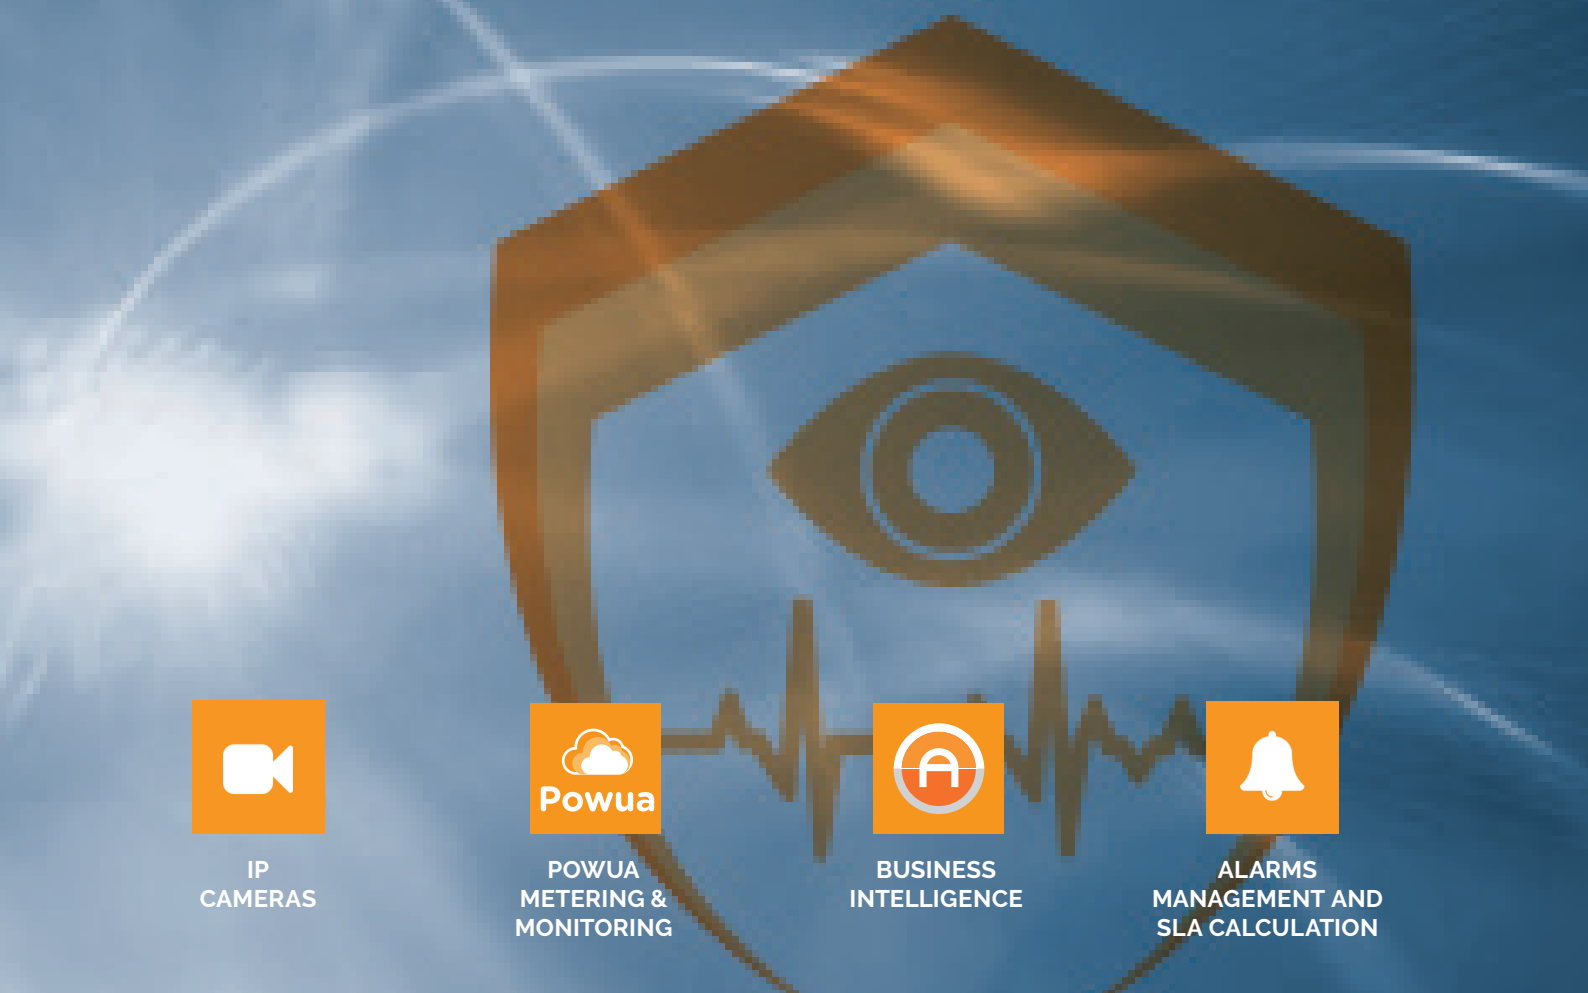 Powua
IP
CAMERAS
POWUA
METERING &
MONITORING
BUSINESS
INTELLIGENCE
ALARMS
MANAGEMENT AND
SLA CALCULATION